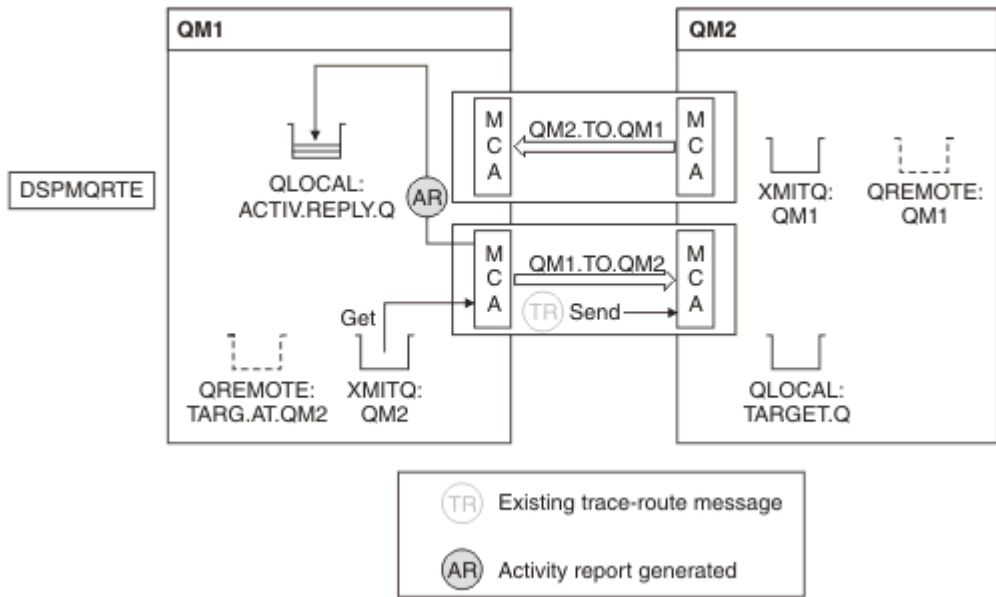 QM1
QM2
DSPMQRTE
QLOCAL:
ACTIV.REPLY.Q
AR
M
C
A
QM2.TO.QM1
M
C
A
XMITQ:
QM1
QREMOTE:
QM1
M
C
A
QM1.TO.QM2
TR
Send
M
C
A
Get
QREMOTE:
TARG.AT.QM2
XMITQ:
QM2
QLOCAL:
TARGET.Q
TR Existing trace-route message
AR Activity report generated